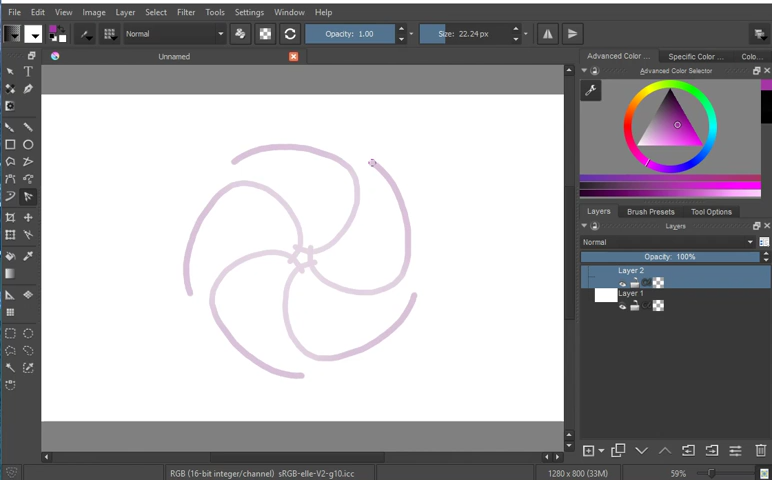 File Edit View Image Layer Select Filter Tools Settings Window Help
Normal Opacity: 1.00 Size: 22.24 px
Unnamed
Advanced Color ... Specific Color ... Colo...
Advanced Color Selector
Layers Brush Presets Tool Options
Layers
Normal
Opacity: 100%
Layer 2
Layer 1
RGB (16-bit integer/channel) sRGB-elle-V2-g10.icc 1280 x 800 (33M) 59%